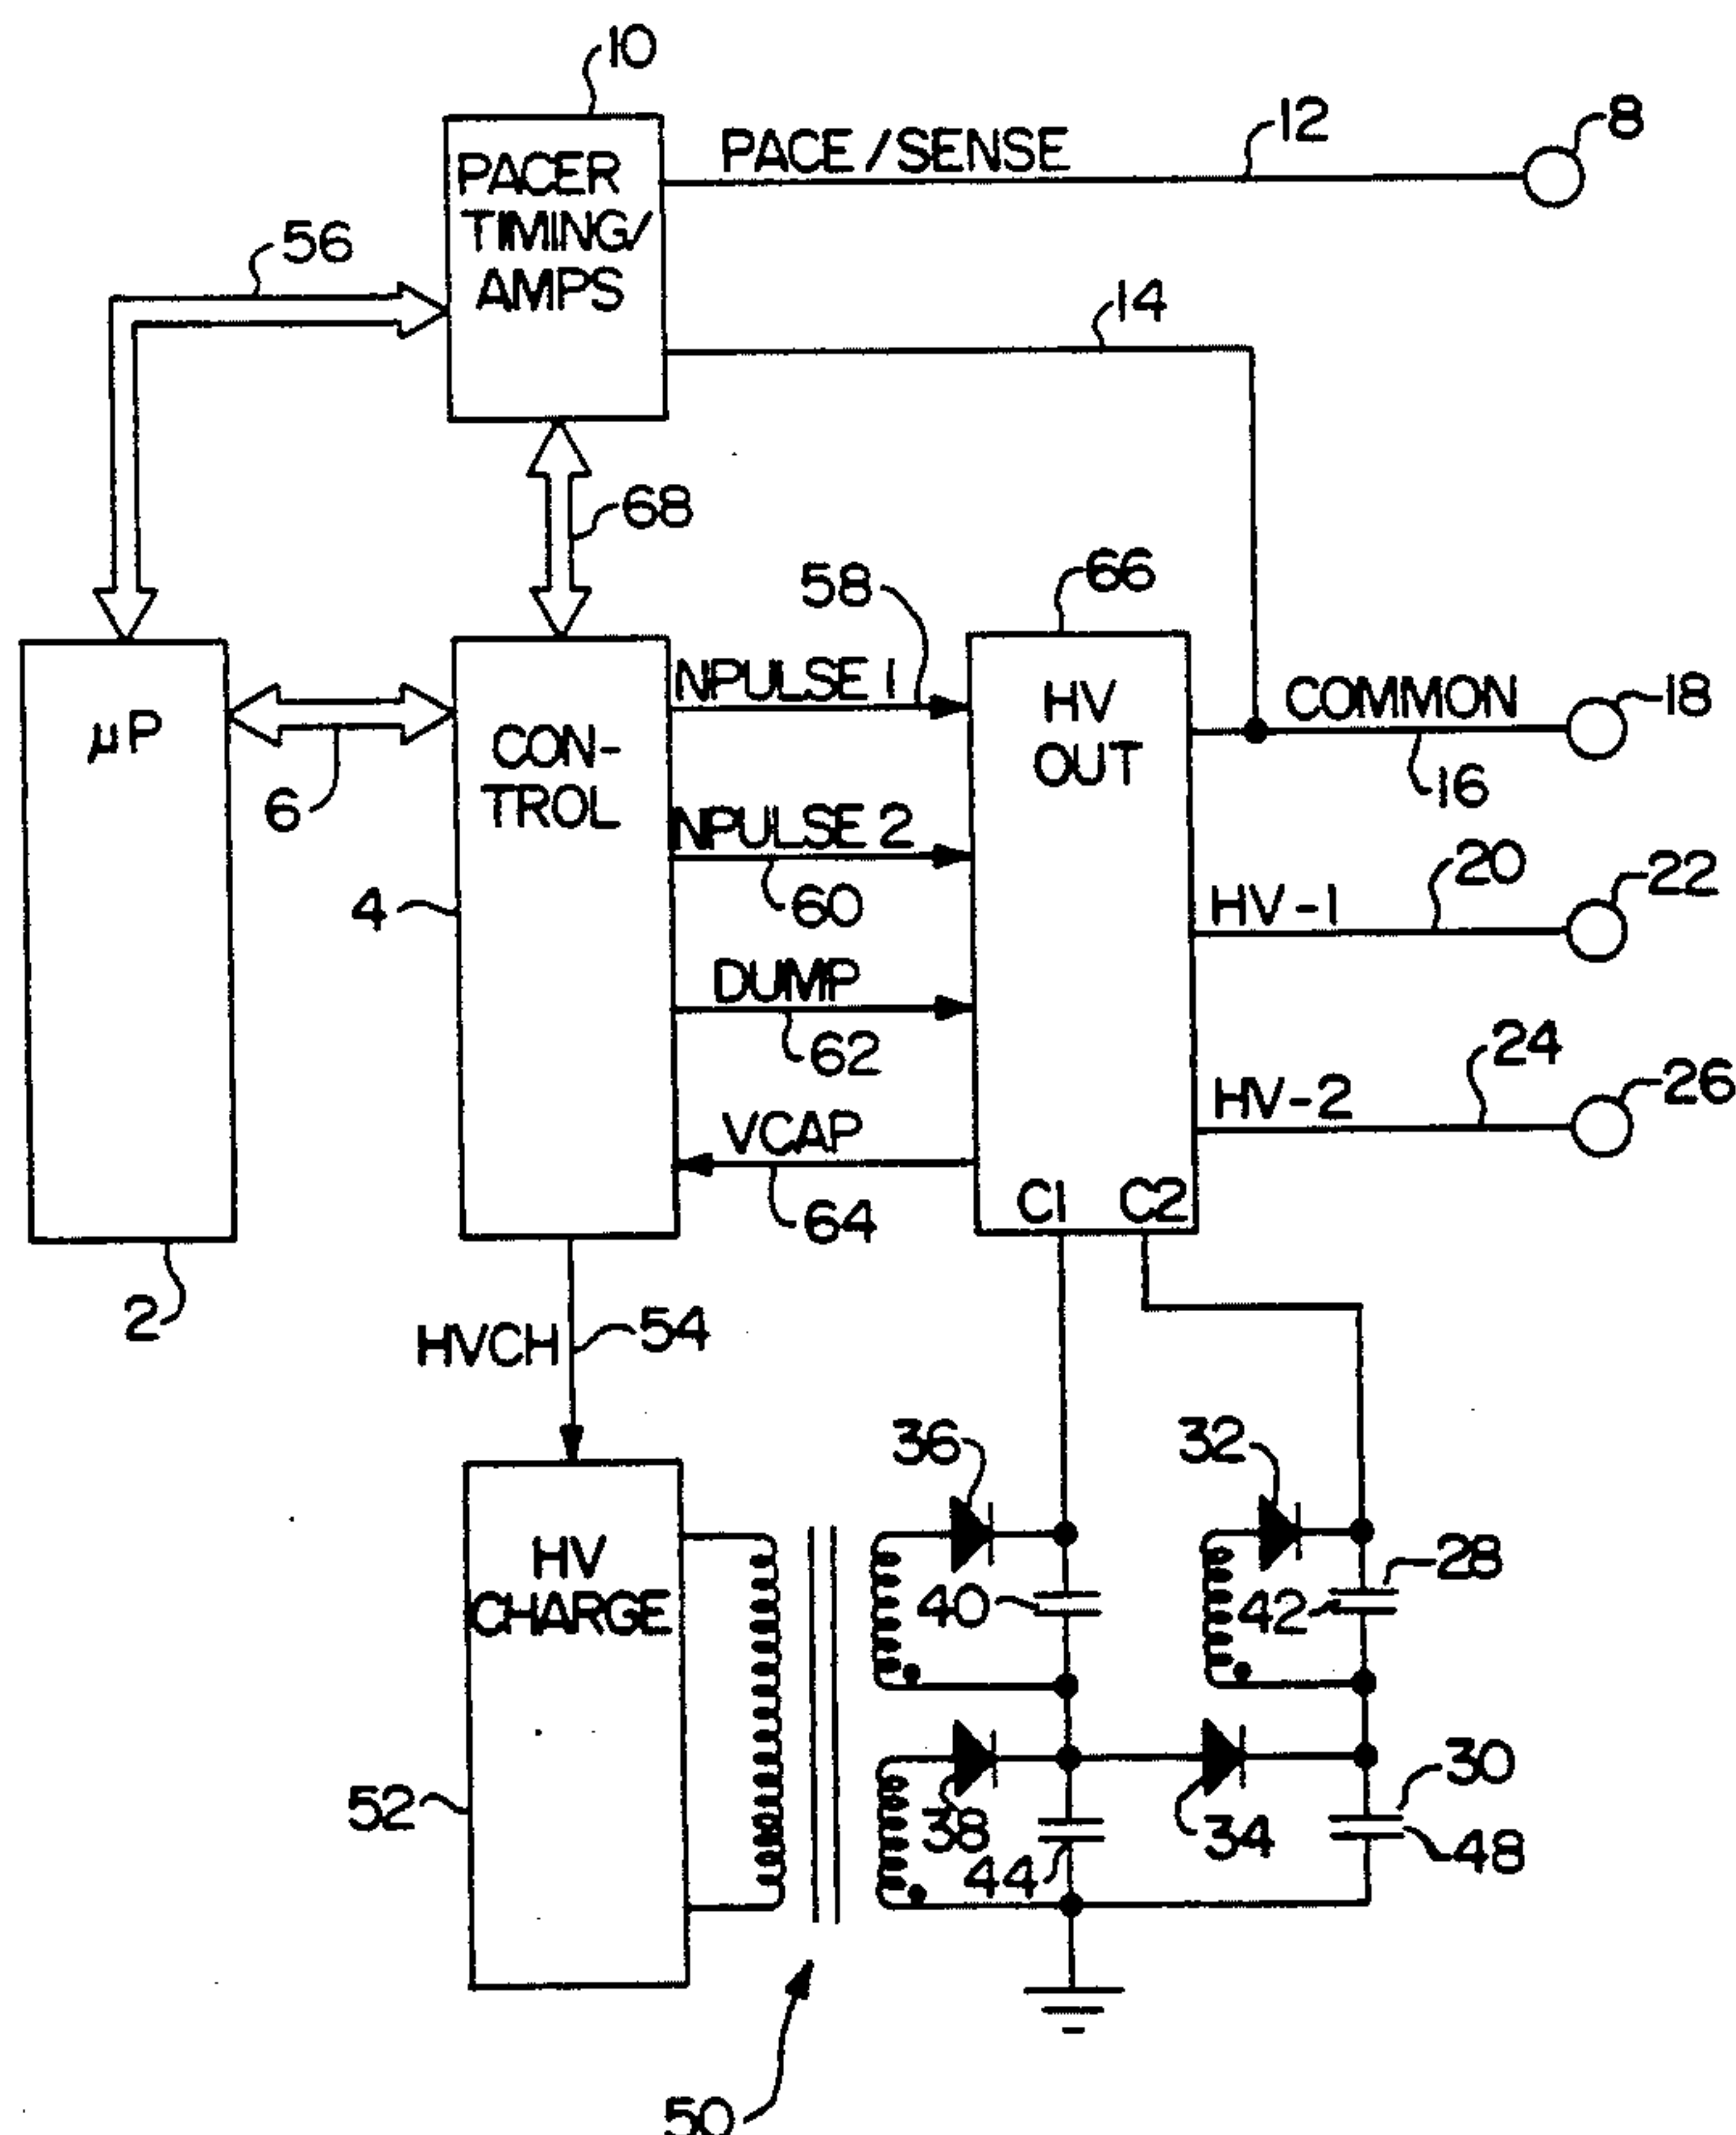 10
PACER
TIMING/
AMPS
PACE/SENSE
12
8
56
14
68
58
66
μP
6
CON-
TROL
4
NPULSE 1
NPULSE 2
60
DUMP
62
VCAP
64
HV
OUT
COMMON
18
16
20
22
HV-1
24
26
HV-2
C1 C2
2
HVCH
54
HV
CHARGE
52
36
32
40
42
28
38
34
30
44
48
50